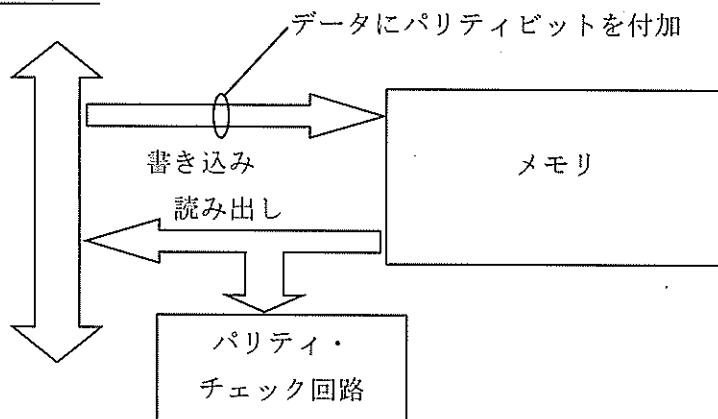 データにパリティビットを付加
書き込み
メモリ
読み出し
パリティ・
チェック回路